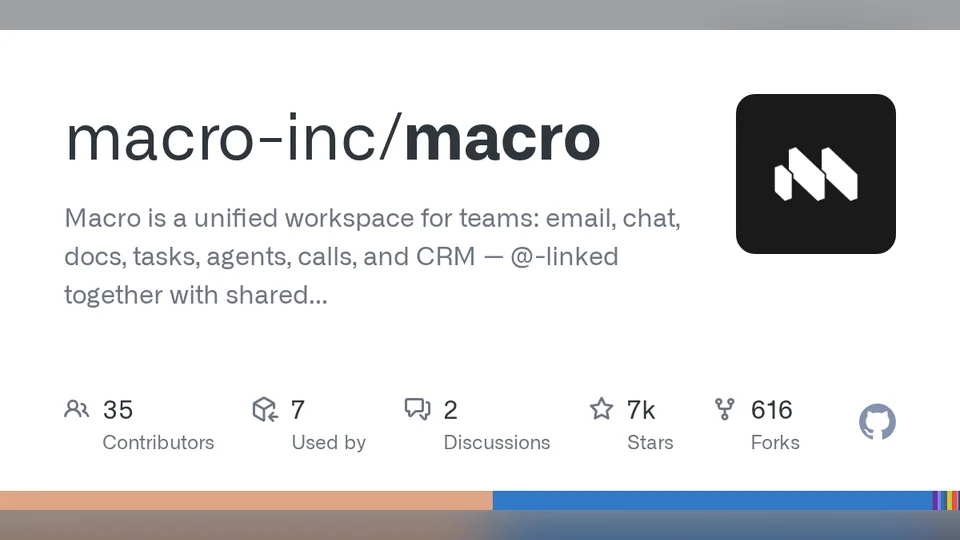 macro-inc/macro
Macro is a unified workspace for teams: email, chat,
docs, tasks, agents, calls, and CRM — @-linked
together with shared...
35
Contributors
7
Used by
2
Discussions
7k
Stars
616
Forks